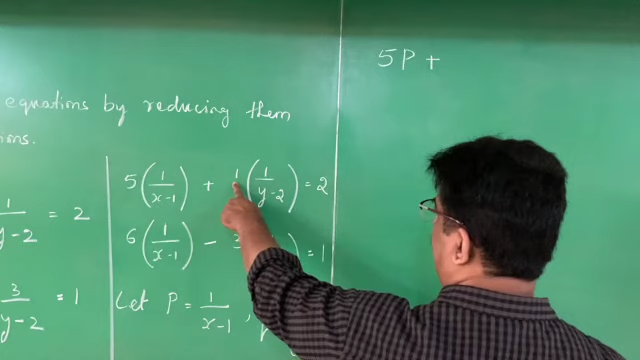 5P +
equations by reducing them
ions.
1/(y-2) = 2
3/(y-2) = 1
5(1/(x-1)) + 1(1/(y-2)) = 2
6(1/(x-1)) - 3 ) = 1
Let P = 1/(x-1),